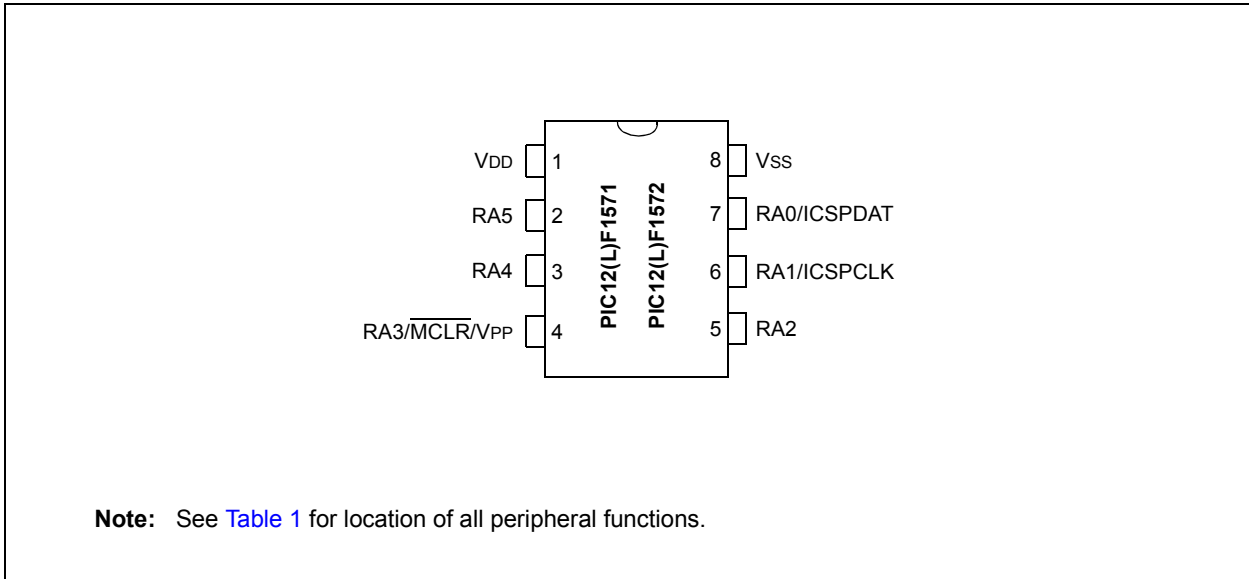 VDD 1
RA5 2
RA4 3
RA3/MCLR/VPP 4
PIC12(L)F1571
PIC12(L)F1572
8 VSS
7 RA0/ICSPDAT
6 RA1/ICSPCLK
5 RA2
Note: See Table 1 for location of all peripheral functions.